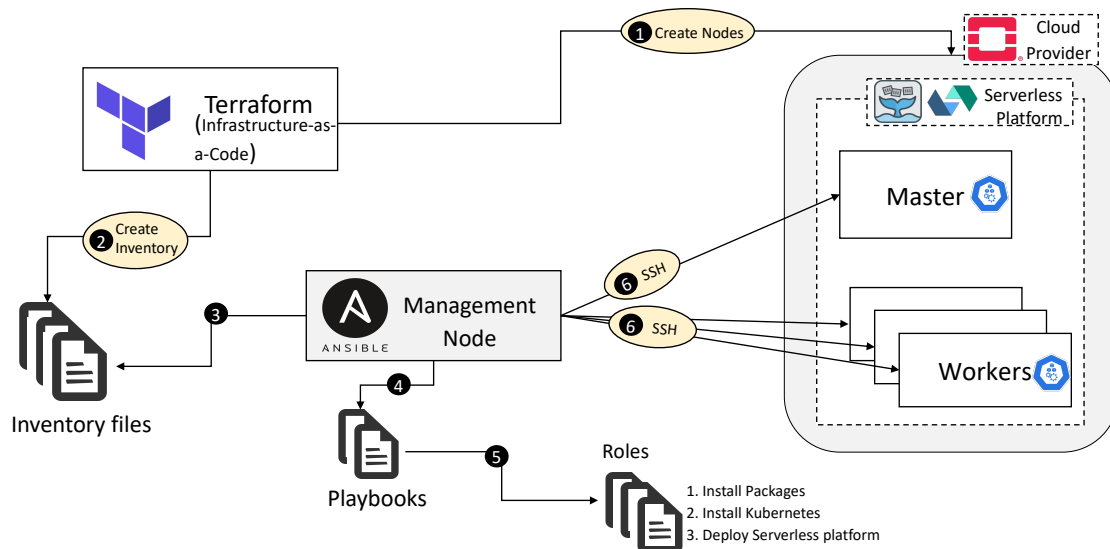 1 Create Nodes
Cloud
Provider
Serverless
Platform
Terraform
(Infrastructure-as-
a-Code)
Master
2 Create
Inventory
6 SSH
3
ANSIBLE
Management
Node
6 SSH
Workers
4
Inventory files
5
Roles
Playbooks
1. Install Packages
2. Install Kubernetes
3. Deploy Serverless platform